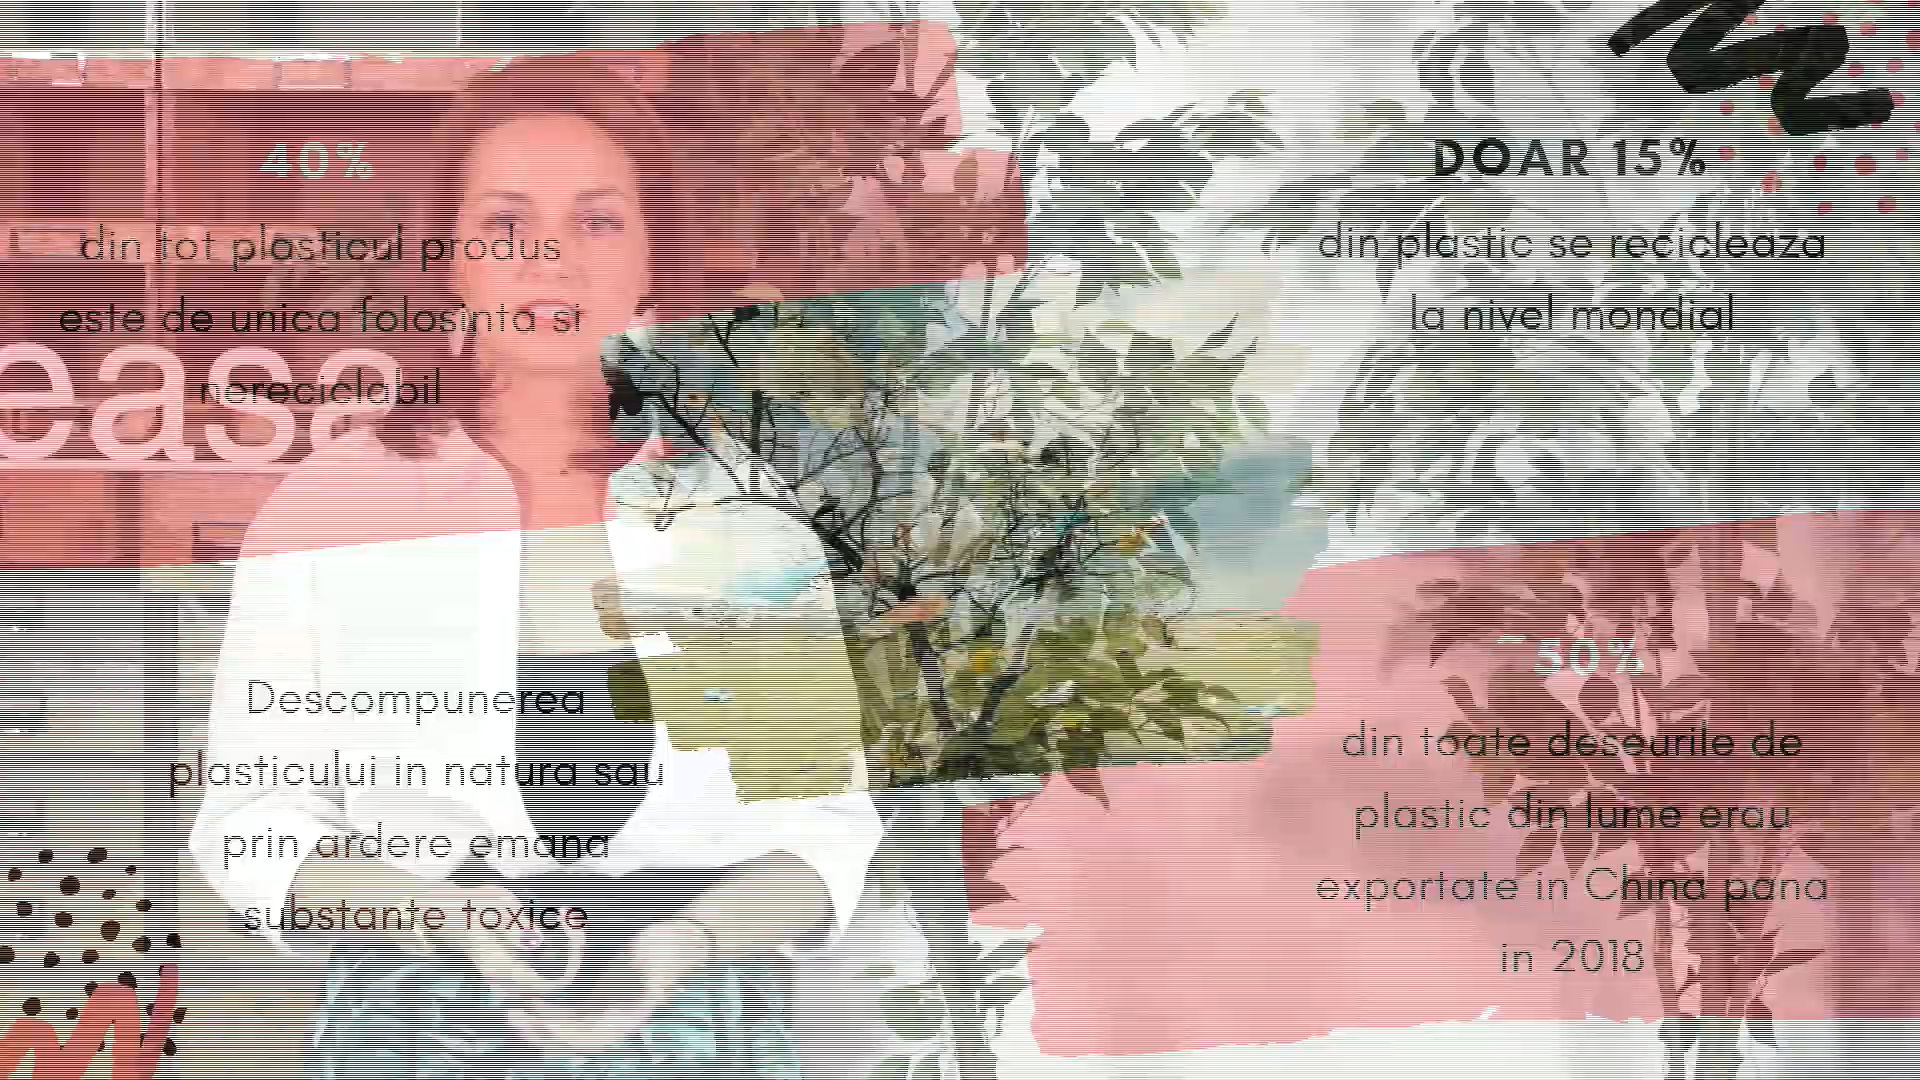 40%
din tot plasticul produs
este de unica folosinta si
nereciclabil
ease
DOAR 15%
din plastic se recicleaza
la nivel mondial
Descompunerea
plasticului in natura sau
prin ardere emana
substante toxice
~50%
din toate deseurile de
plastic din lume erau
exportate in China pana
in 2018